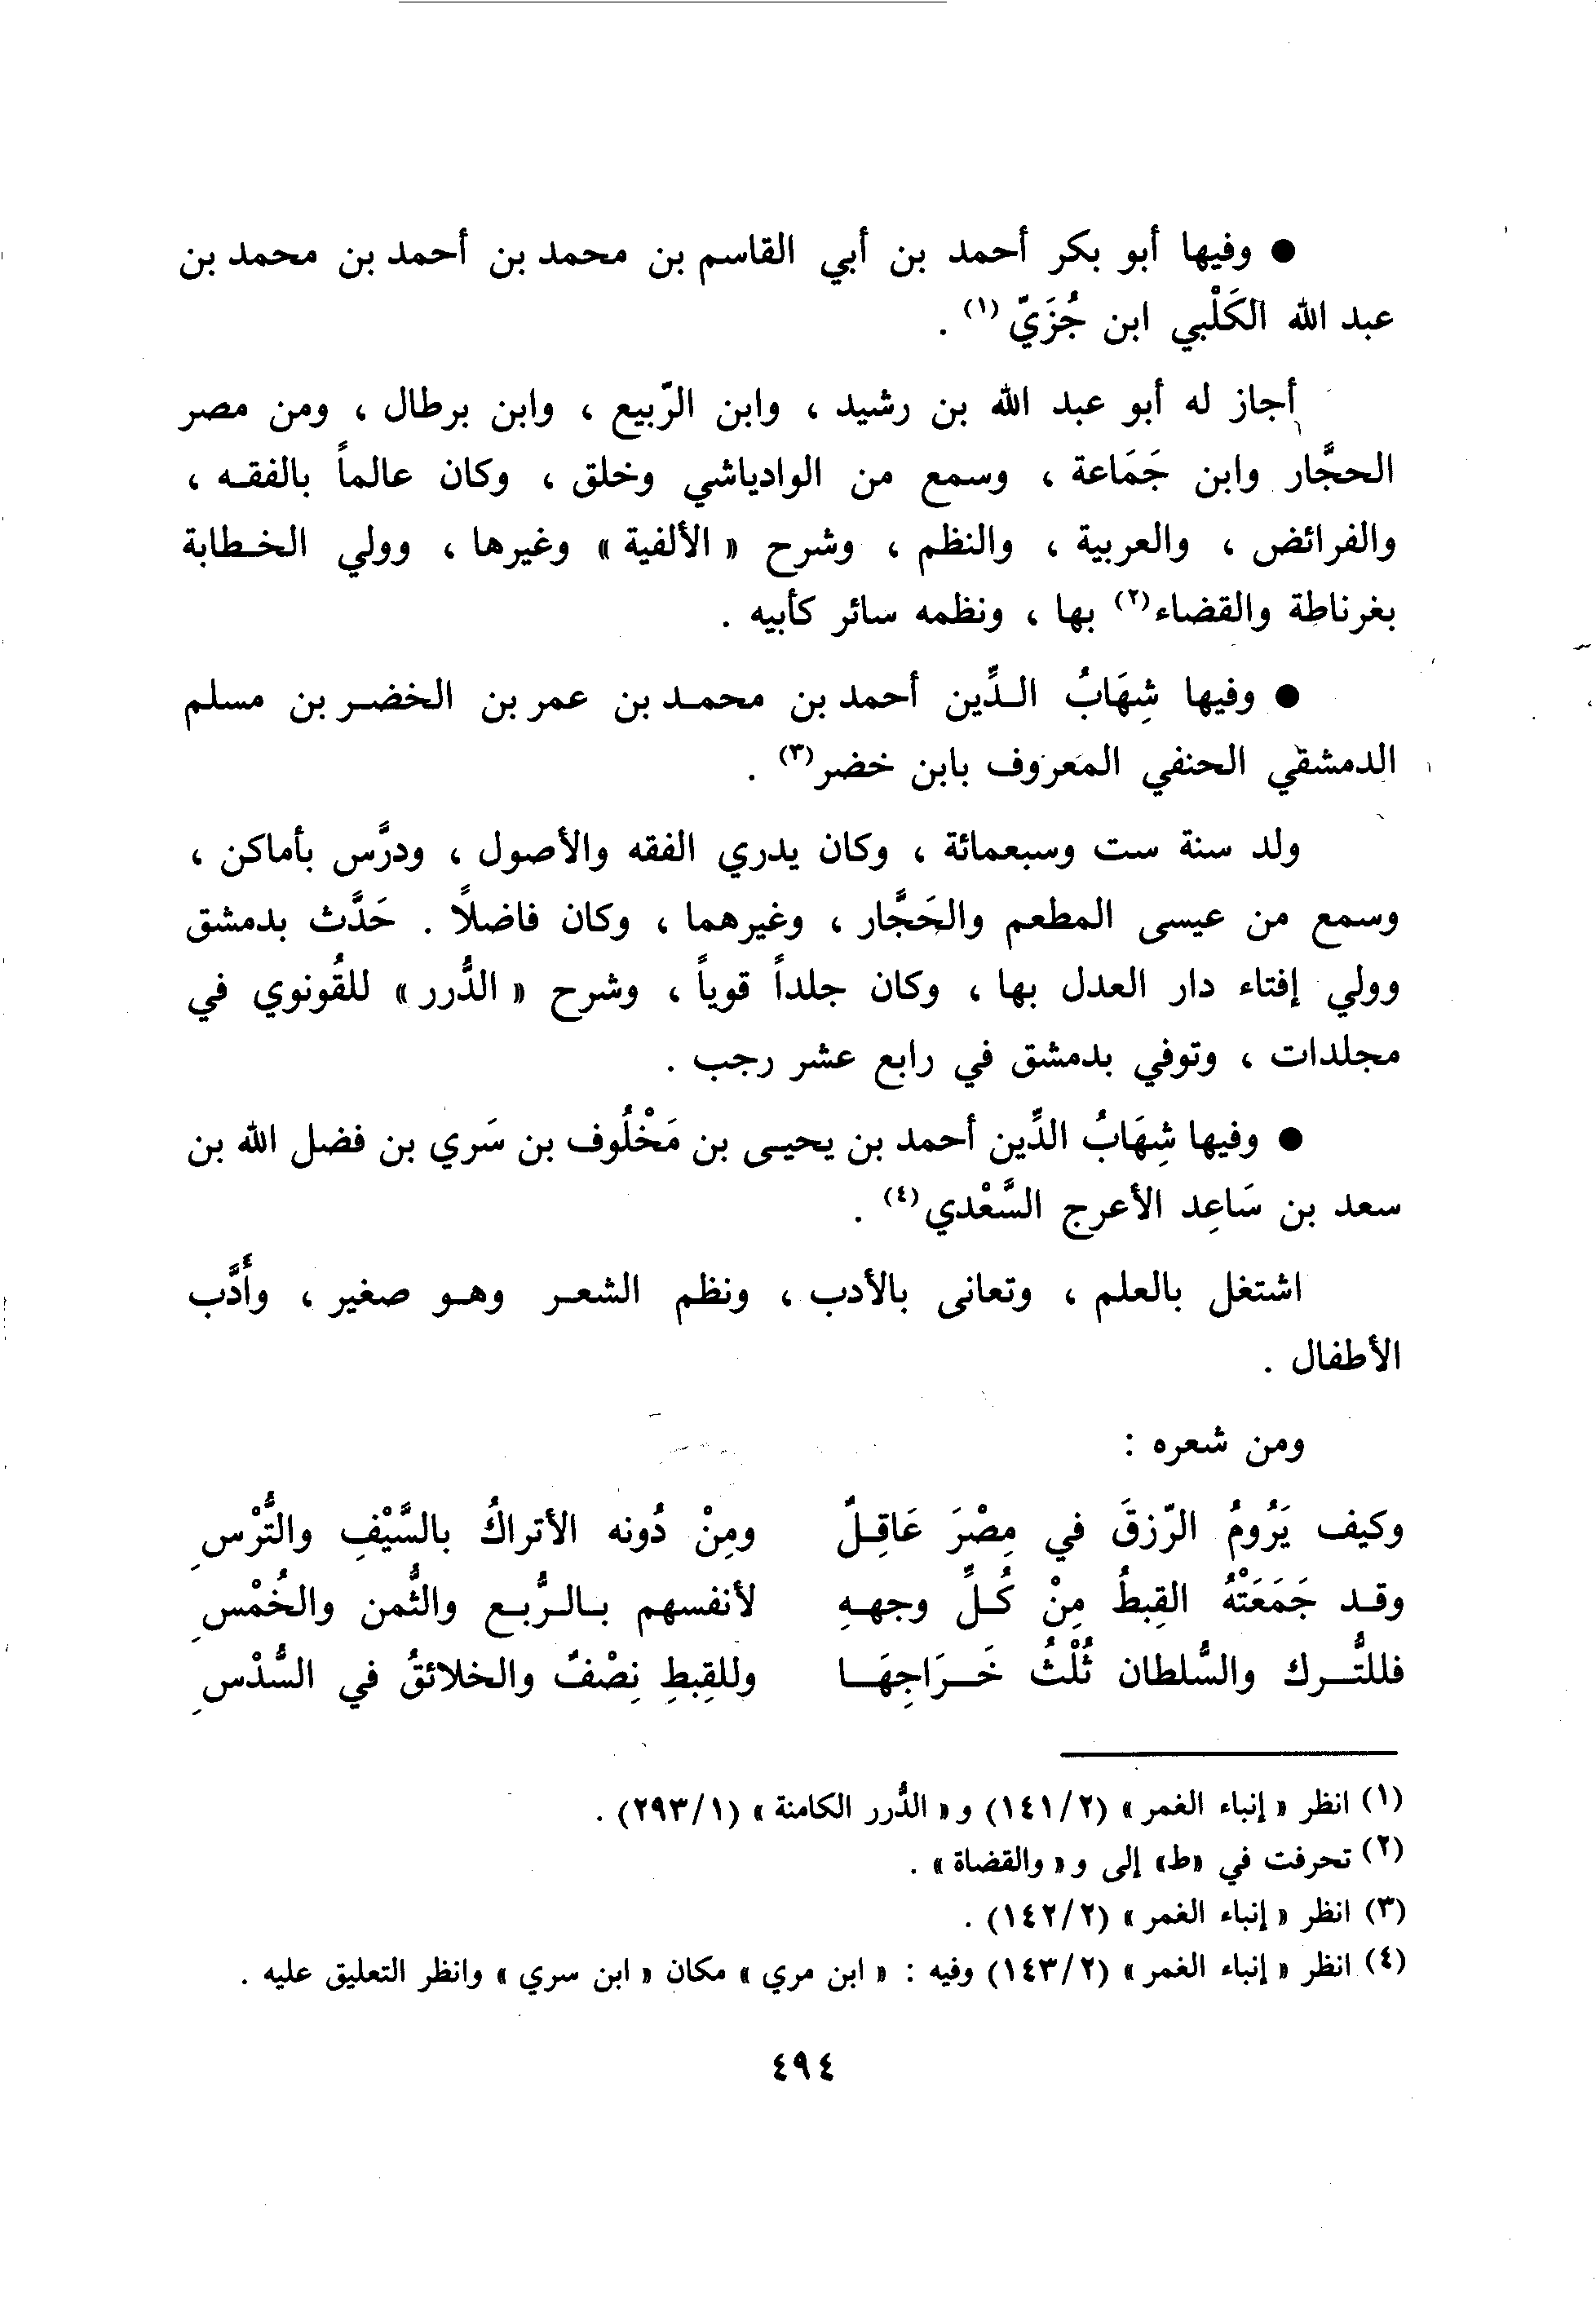 ● وفيها أبو بكر أحمد بن أبي القاسم بن محمد بن أحمد بن محمد بن
عبد الله الكَلْبي ابن جُزَيّ (١) .
أجاز له أبو عبد الله بن رشيد ، وابن الرّبيع ، وابن برطال ، ومن مصر
الحجَّار وابن جَمَاعة ، وسمع من الوادياشي وخلق ، وكان عالماً بالفقه ،
والفرائض ، والعربية ، والنظم ، وشرح « الألفية » وغيرها ، وولي الخطابة
بغرناطة والقضاء(٢) بها ، ونظمه سائر كأبيه .
● وفيها شِهَابُ الدِّين أحمد بن محمد بن عمر بن الخضر بن مسلم
الدمشقي الحنفي المعروف بابن خضر(٣) .
ولد سنة ست وسبعمائة ، وكان يدري الفقه والأصول ، ودرَّس بأماكن ،
وسمع من عيسى المطعم والحَجَّار ، وغيرهما ، وكان فاضلاً . حَدَّث بدمشق
وولي إفتاء دار العدل بها ، وكان جلداً قوياً ، وشرح « الدُّرر » للقُونوي في
مجلدات ، وتوفي بدمشق في رابع عشر رجب .
● وفيها شِهَابُ الدِّين أحمد بن يحيى بن مَخْلُوف بن سَري بن فضل الله بن
سعد بن سَاعِد الأعرج السَّعْدي(٤) .
اشتغل بالعلم ، وتعانى بالأدب ، ونظم الشعر وهو صغير ، وأَدَّب
الأطفال .
ومن شعره :
وكيف يَرُومُ الرّزقَ في مِصْرَ عَاقِلٌ ومِنْ دُونه الأتراكُ بالسَّيْفِ والتُّرْسِ
وقد جَمَعَتْهُ القِبطُ مِنْ كُلِّ وجههِ لأنفسهم بالرُّبع والثُّمن والخُمْسِ
فللتُّرك والسُّلطان ثُلْثُ خَرَاجِهَا وللقِبطِ نِصْفٌ والخلائقُ في السُّدْسِ
(١) انظر « إنباء الغمر » (١٤١/٢) و « الدُّرر الكامنة » (٢٩٣/١) .
(٢) تحرفت في «ط» إلى و « والقضاة » .
(٣) انظر « إنباء الغمر » (١٤٢/٢) .
(٤) انظر « إنباء الغمر » (١٤٣/٢) وفيه : « ابن مري » مكان « ابن سري » وانظر التعليق عليه .
٤٩٤